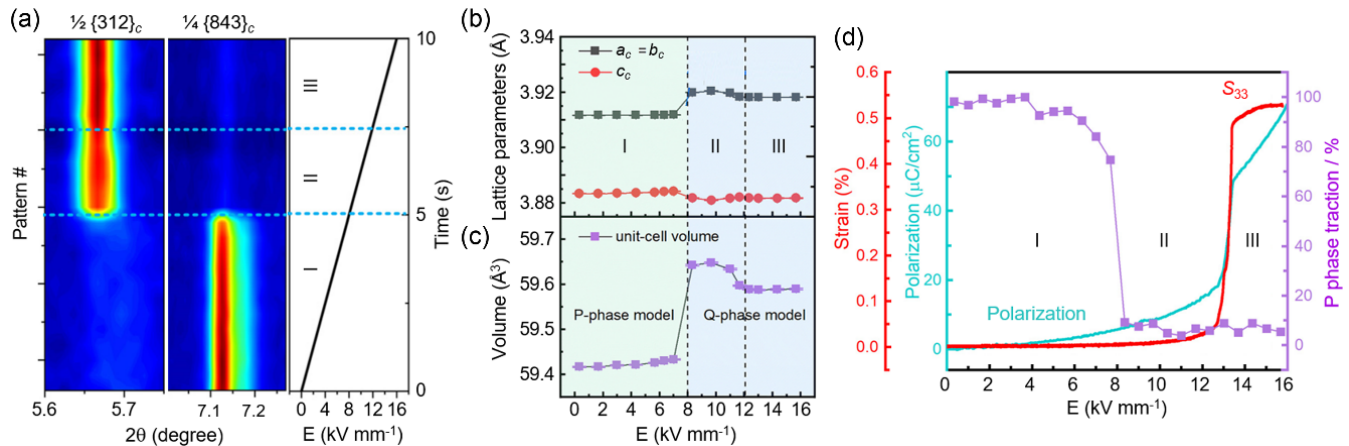 (a)
½ {312}c
¼ {843}c
Pattern #
III
II
I
10
5
0
Time (s)
5.6
5.7
7.1
7.2
0
4
8
12
16
2θ (degree)
E (kV mm⁻¹)
(b)
Lattice parameters (Å)
3.94
3.92
3.90
3.88
ac = bc
cc
I
II
III
(c)
Volume (Å³)
59.7
59.6
59.5
59.4
unit-cell volume
P-phase model
Q-phase model
0
2
4
6
8
10
12
14
16
E (kV mm⁻¹)
(d)
Strain (%)
0.6
0.5
0.4
0.3
0.2
0.1
0.0
Polarization (μC/cm²)
60
40
20
0
S33
I
II
III
Polarization
P phase traction / %
100
80
60
40
20
0
0
2
4
6
8
10
12
14
16
E (kV mm⁻¹)